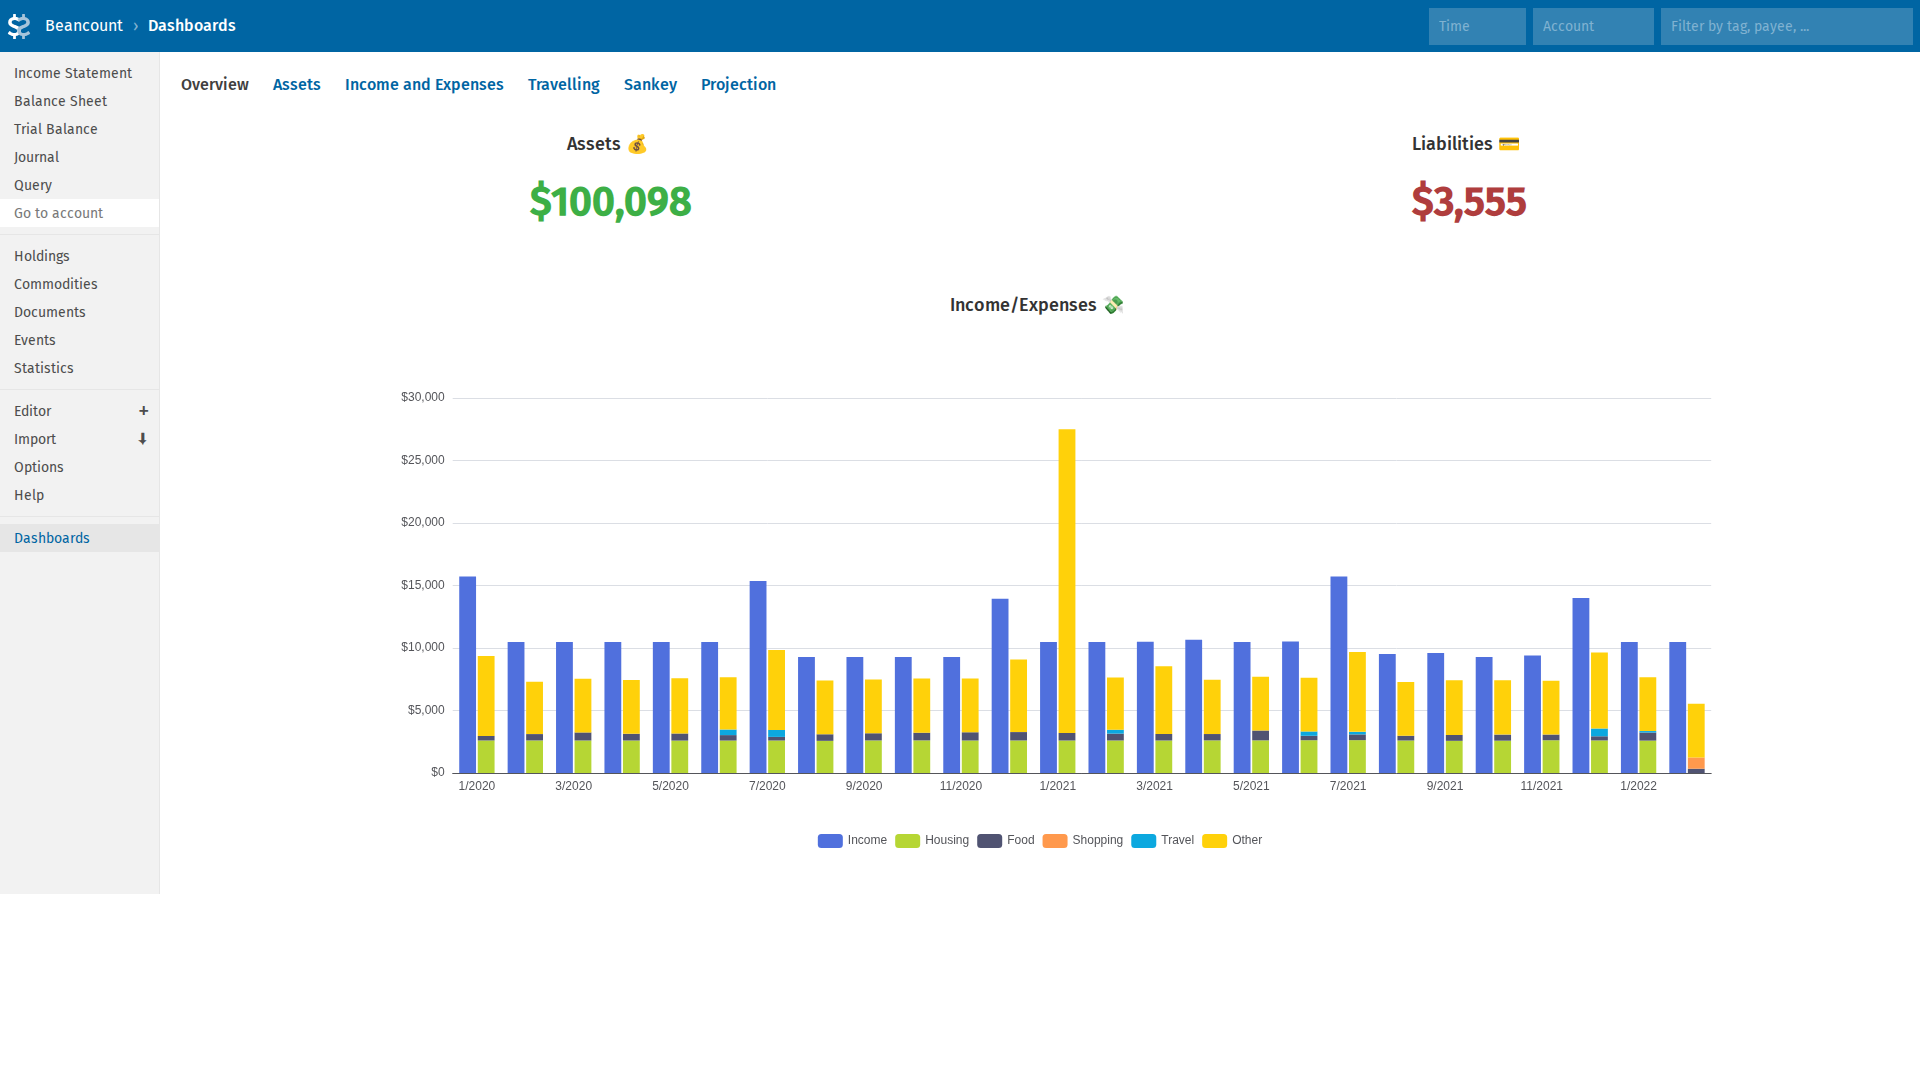 Beancount › Dashboards
Time
Account
Filter by tag, payee, ...
Income Statement
Balance Sheet
Trial Balance
Journal
Query
Go to account
Holdings
Commodities
Documents
Events
Statistics
Editor +
Import ⬇
Options
Help
Dashboards
Overview Assets Income and Expenses Travelling Sankey Projection
Assets 💰
$100,098
Liabilities 💳
$3,555
Income/Expenses 💸
$30,000
$25,000
$20,000
$15,000
$10,000
$5,000
$0
1/2020 3/2020 5/2020 7/2020 9/2020 11/2020 1/2021 3/2021 5/2021 7/2021 9/2021 11/2021 1/2022
Income Housing Food Shopping Travel Other